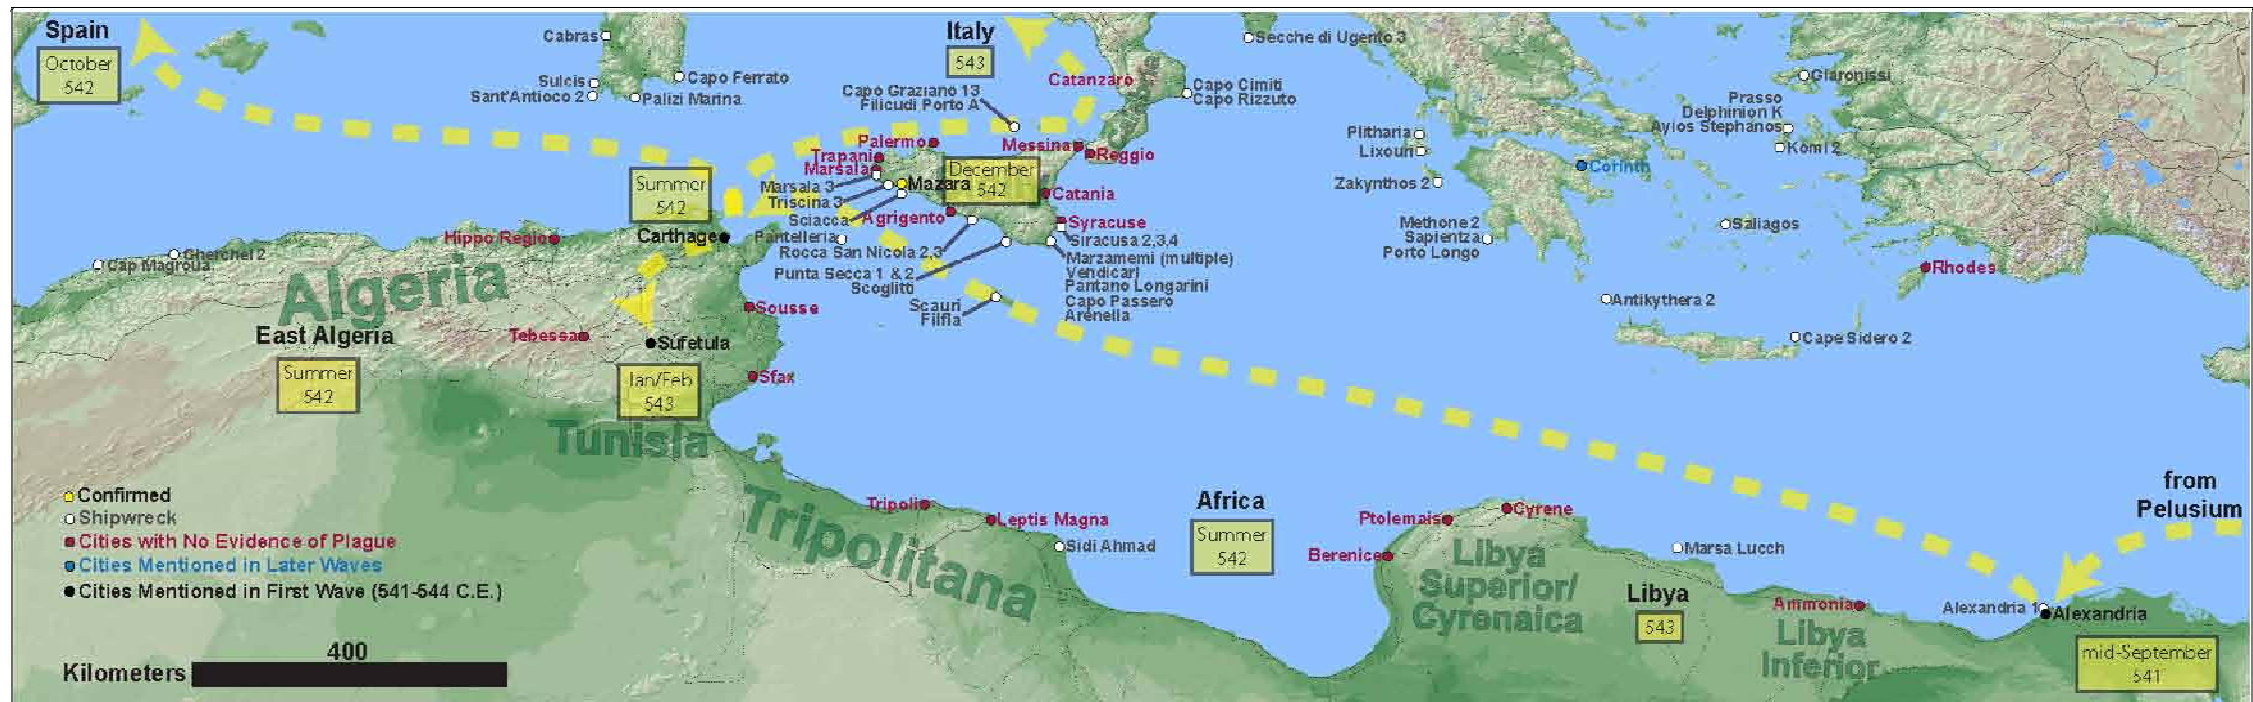 Spain
October
542
Cabras
Sulcis
Sant'Antioco 2
Capo Ferrato
Palizi Marina
Italy
543
Catanzaro
Capo Graziano 13
Filicudi Porto A
Capo Cimiti
Capo Rizzuto
Secche di Ugento 3
Glaronissi
Prasso
Delphinion K
Ayios Stephanos
Komi 2
Plitharia
Lixouri
Zakynthos 2
Corinth
Methone 2
Sapientza
Porto Longo
Saliagos
Rhodes
Antikythera 2
Cape Sidero 2
Palermo
Trapani
Marsala
Messina
Reggio
December
542
Mazara
Marsala 3
Triscina 3
Sciacca
Agrigento
Catania
Syracuse
Siracusa 2,3,4
Marzamemi (multiple)
Vendicari
Pantano Longarini
Capo Passero
Arenella
Pantelleria
Rocca San Nicola 2,3
Punta Secca 1 & 2
Scoglitti
Scauri
Filfla
Summer
542
Carthage
Hippo Regio
Cherchel 2
Cap Magroua
Algeria
East Algeria
Summer
542
Tebessa
Sufetula
Jan/Feb
543
Sousse
Sfax
Tunisia
Tripolitana
Tripoli
Leptis Magna
Sidi Ahmad
Africa
Summer
542
Ptolemais
Cyrene
Berenice
Libya
Superior/
Cyrenaica
Libya
543
Marsa Lucch
Ammonia
Libya
Inferior
Alexandria 1
Alexandria
mid-September
541
from
Pelusium
Confirmed
Shipwreck
Cities with No Evidence of Plague
Cities Mentioned in Later Waves
Cities Mentioned in First Wave (541-544 C.E.)
400
Kilometers